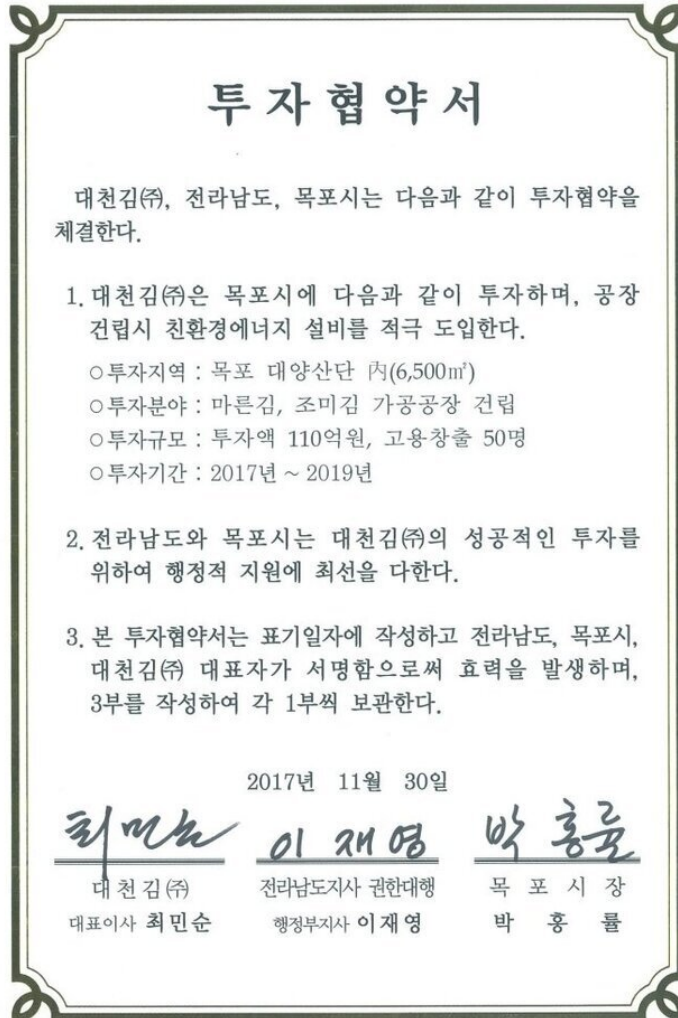 투자협약서
대천김㈜, 전라남도, 목포시는 다음과 같이 투자협약을
체결한다.
1. 대천김㈜은 목포시에 다음과 같이 투자하며, 공장
건립시 친환경에너지 설비를 적극 도입한다.
○투자지역 : 목포 대양산단 內(6,500㎡)
○투자분야 : 마른김, 조미김 가공공장 건립
○투자규모 : 투자액 110억원, 고용창출 50명
○투자기간 : 2017년 ~ 2019년
2. 전라남도와 목포시는 대천김㈜의 성공적인 투자를
위하여 행정적 지원에 최선을 다한다.
3. 본 투자협약서는 표기일자에 작성하고 전라남도, 목포시,
대천김㈜ 대표자가 서명함으로써 효력을 발생하며,
3부를 작성하여 각 1부씩 보관한다.
2017년 11월 30일
최민순 이재영 박홍률
대천김㈜ 전라남도지사 권한대행 목포시장
대표이사 최민순 행정부지사 이재영 박홍률